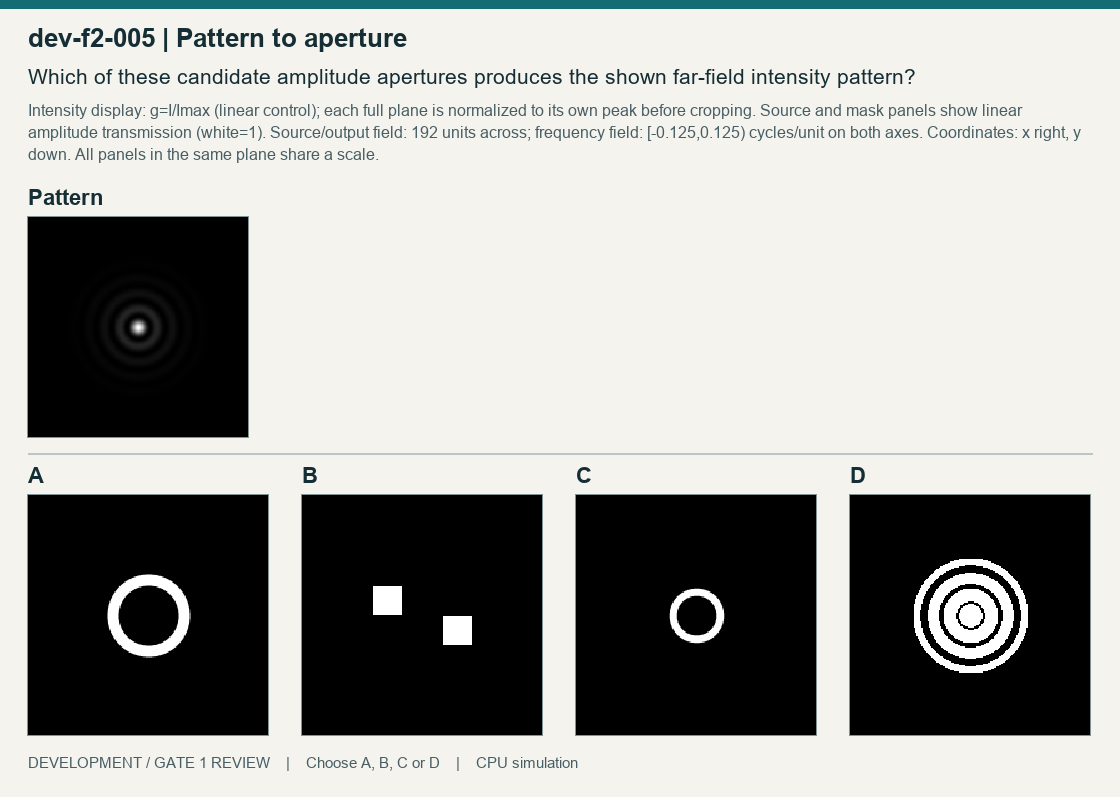 dev-f2-005 | Pattern to aperture
Which of these candidate amplitude apertures produces the shown far-field intensity pattern?
Intensity display: g=I/Imax (linear control); each full plane is normalized to its own peak before cropping. Source and mask panels show linear
amplitude transmission (white=1). Source/output field: 192 units across; frequency field: [-0.125,0.125) cycles/unit on both axes. Coordinates: x right, y
down. All panels in the same plane share a scale.
Pattern
A
B
C
D
DEVELOPMENT / GATE 1 REVIEW | Choose A, B, C or D | CPU simulation